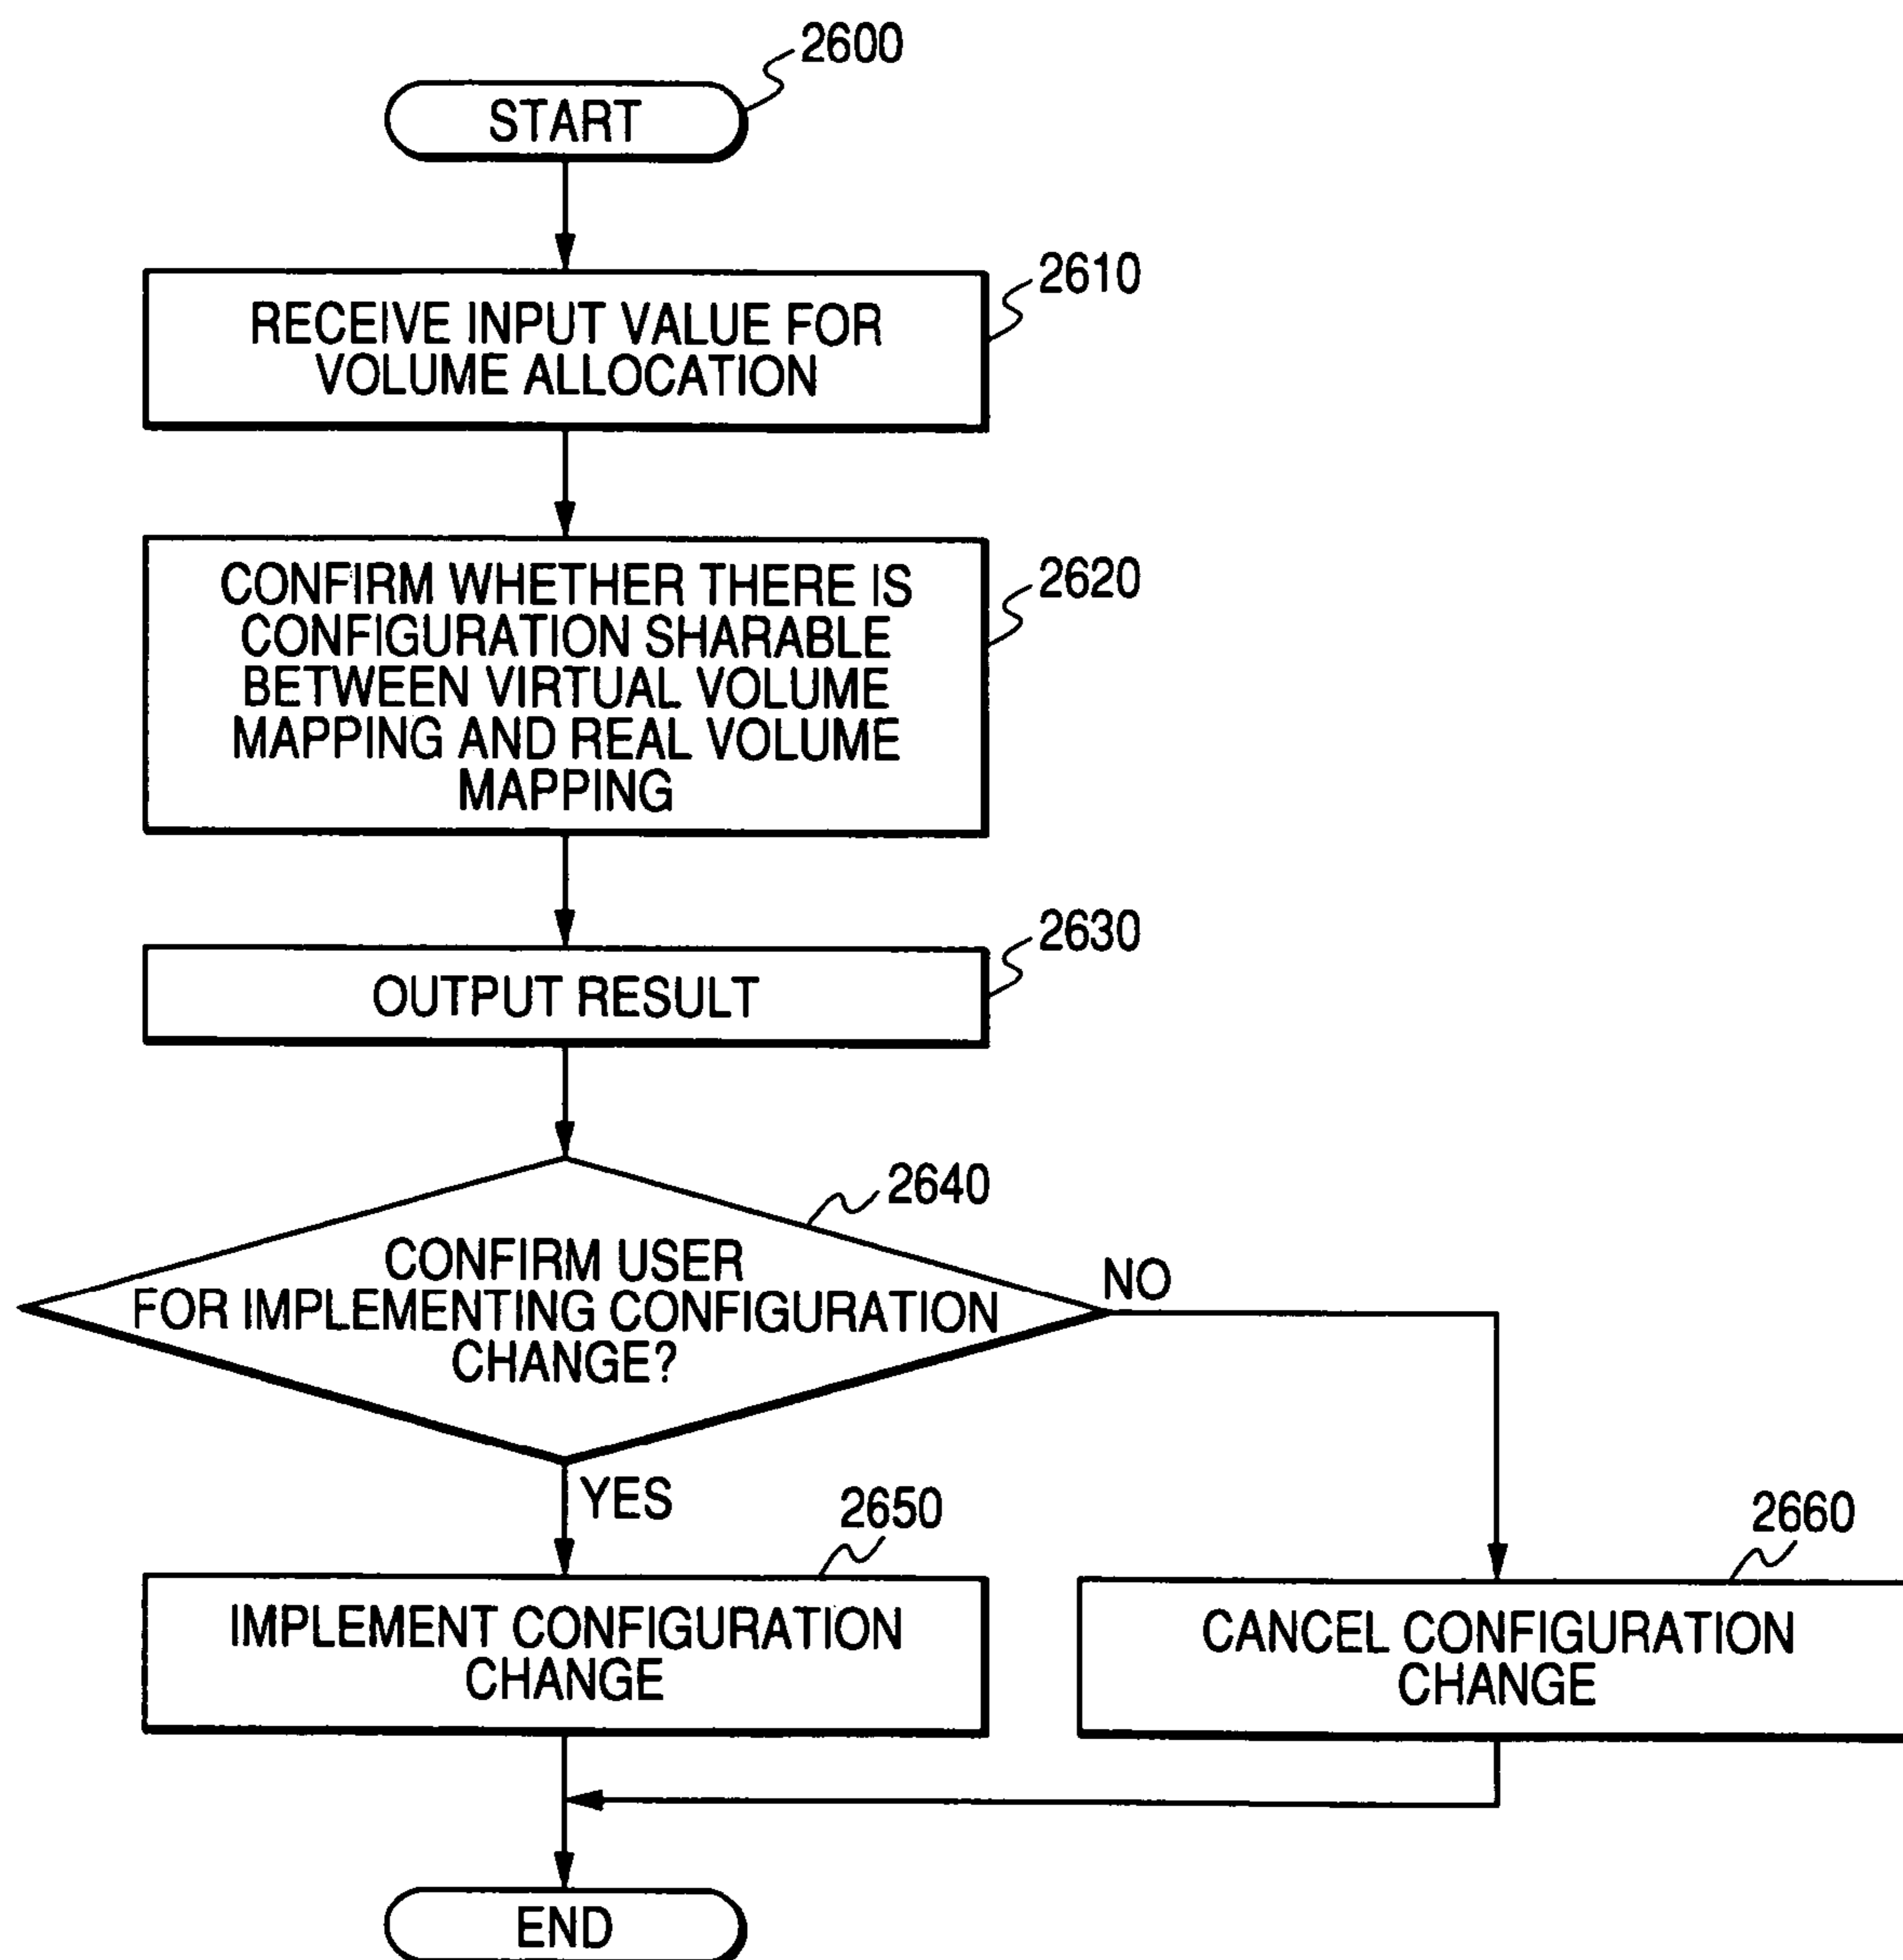 2600
START
2610
RECEIVE INPUT VALUE FOR
VOLUME ALLOCATION
2620
CONFIRM WHETHER THERE IS
CONFIGURATION SHARABLE
BETWEEN VIRTUAL VOLUME
MAPPING AND REAL VOLUME
MAPPING
2630
OUTPUT RESULT
2640
CONFIRM USER
FOR IMPLEMENTING CONFIGURATION
CHANGE?
NO
YES
2650
IMPLEMENT CONFIGURATION
CHANGE
2660
CANCEL CONFIGURATION
CHANGE
END